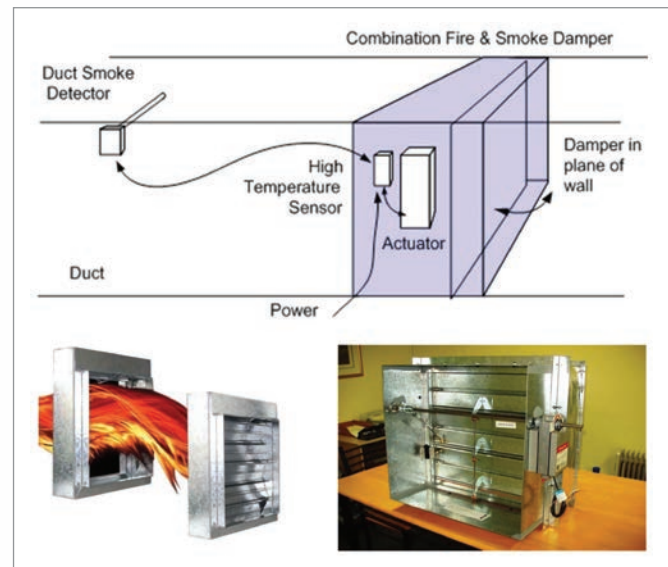 Combination Fire & Smoke Damper
Duct Smoke
Detector
High
Temperature
Sensor
Damper in
plane of
wall
Actuator
Duct
Power